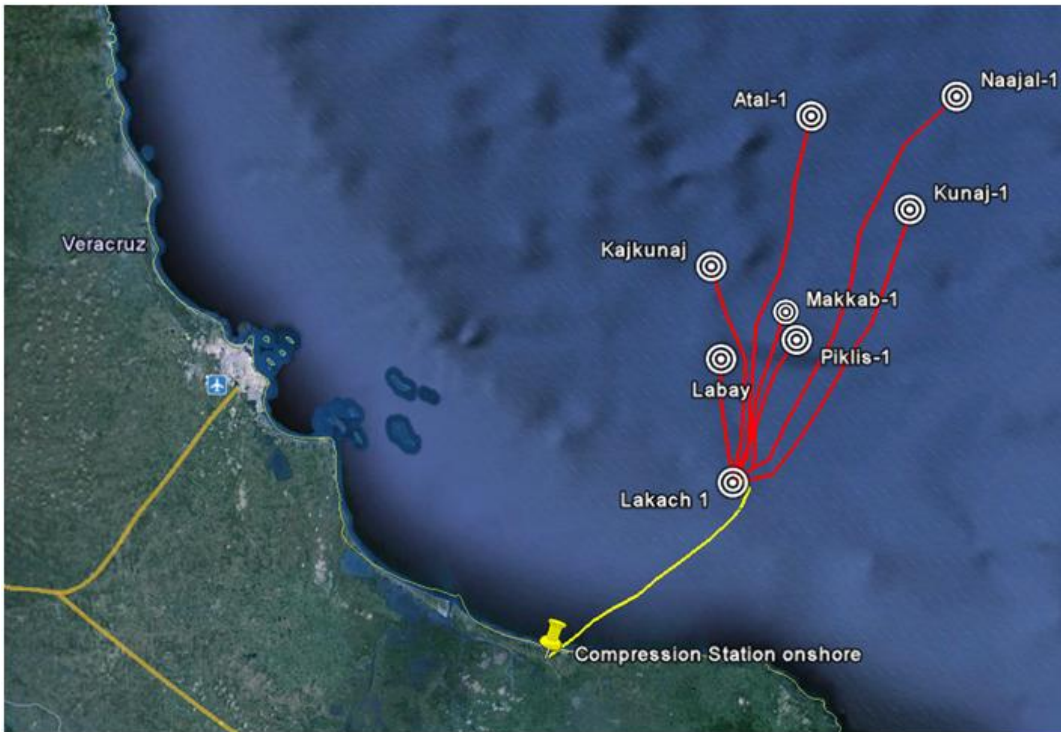 Naajal-1
Atal-1
Kunaj-1
Veracruz
Kajkunaj
Makkab-1
Piklis-1
Labay
Lakach 1
Compression Station onshore